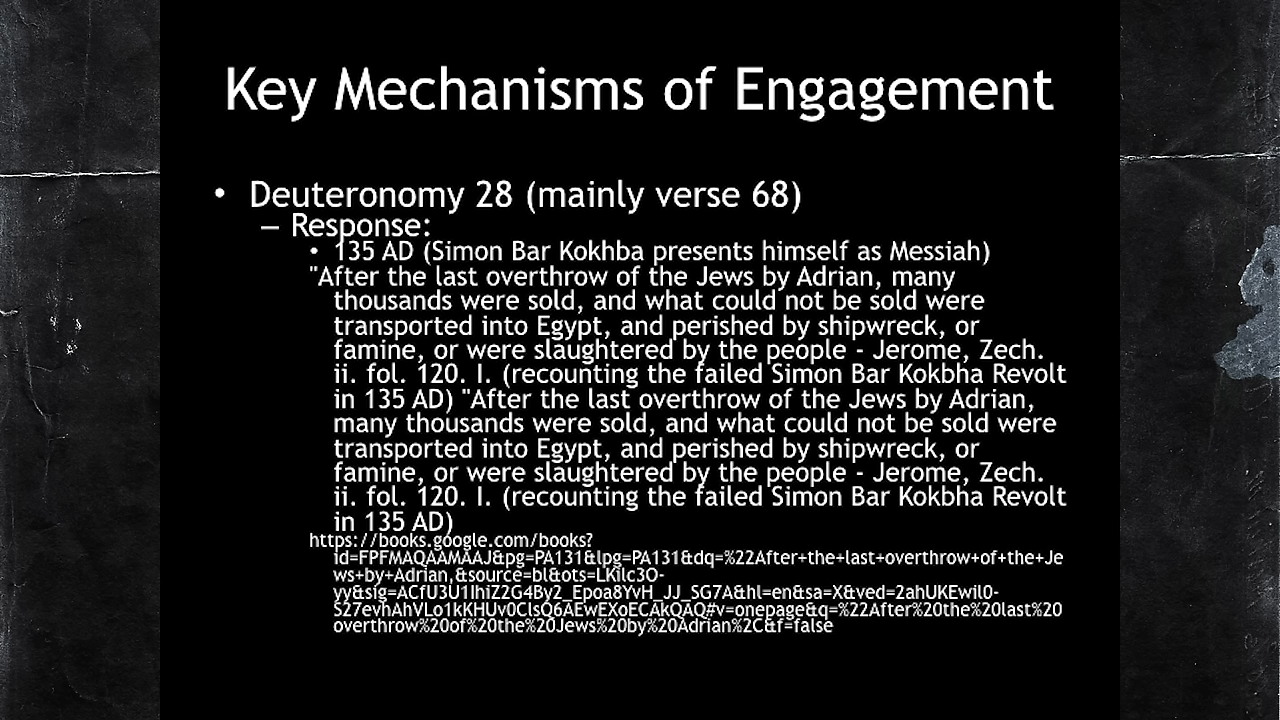 Key Mechanisms of Engagement
• Deuteronomy 28 (mainly verse 68)
– Response:
• 135 AD (Simon Bar Kokhba presents himself as Messiah)
"After the last overthrow of the Jews by Adrian, many
thousands were sold, and what could not be sold were
transported into Egypt, and perished by shipwreck, or
famine, or were slaughtered by the people - Jerome, Zech.
ii. fol. 120. I. (recounting the failed Simon Bar Kokbha Revolt
in 135 AD) "After the last overthrow of the Jews by Adrian,
many thousands were sold, and what could not be sold were
transported into Egypt, and perished by shipwreck, or
famine, or were slaughtered by the people - Jerome, Zech.
ii. fol. 120. I. (recounting the failed Simon Bar Kokbha Revolt
in 135 AD)
https://books.google.com/books?
id=FPFMAQAAMAAJ&pg=PA131&lpg=PA131&dq=%22After+the+last+overthrow+of+the+Je
ws+by+Adrian,&source=bl&ots=LKilc3O-
yy&sig=ACfU3U1IhiZ2G4By2_Epoa8YvH_JJ_SG7A&hl=en&sa=X&ved=2ahUKEwil0-
S27evhAhVLo1kKHUv0ClsQ6AEwEXoECAkQAQ#v=onepage&q=%22After%20the%20last%20
overthrow%20of%20the%20Jews%20by%20Adrian%2C&f=false